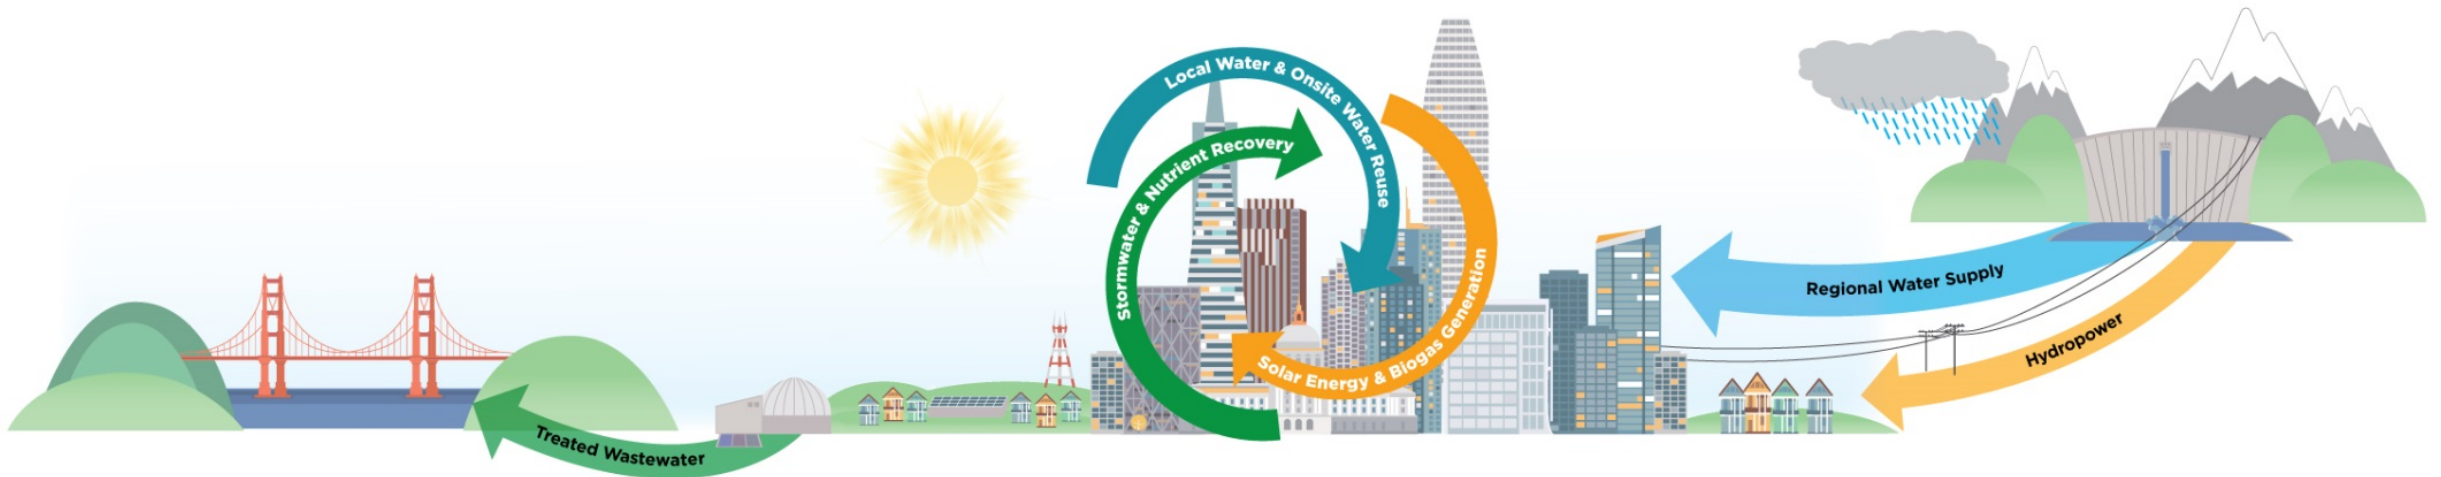 Local Water & Onsite Water Reuse
Stormwater & Nutrient Recovery
Solar Energy & Biogas Generation
Regional Water Supply
Hydropower
Treated Wastewater